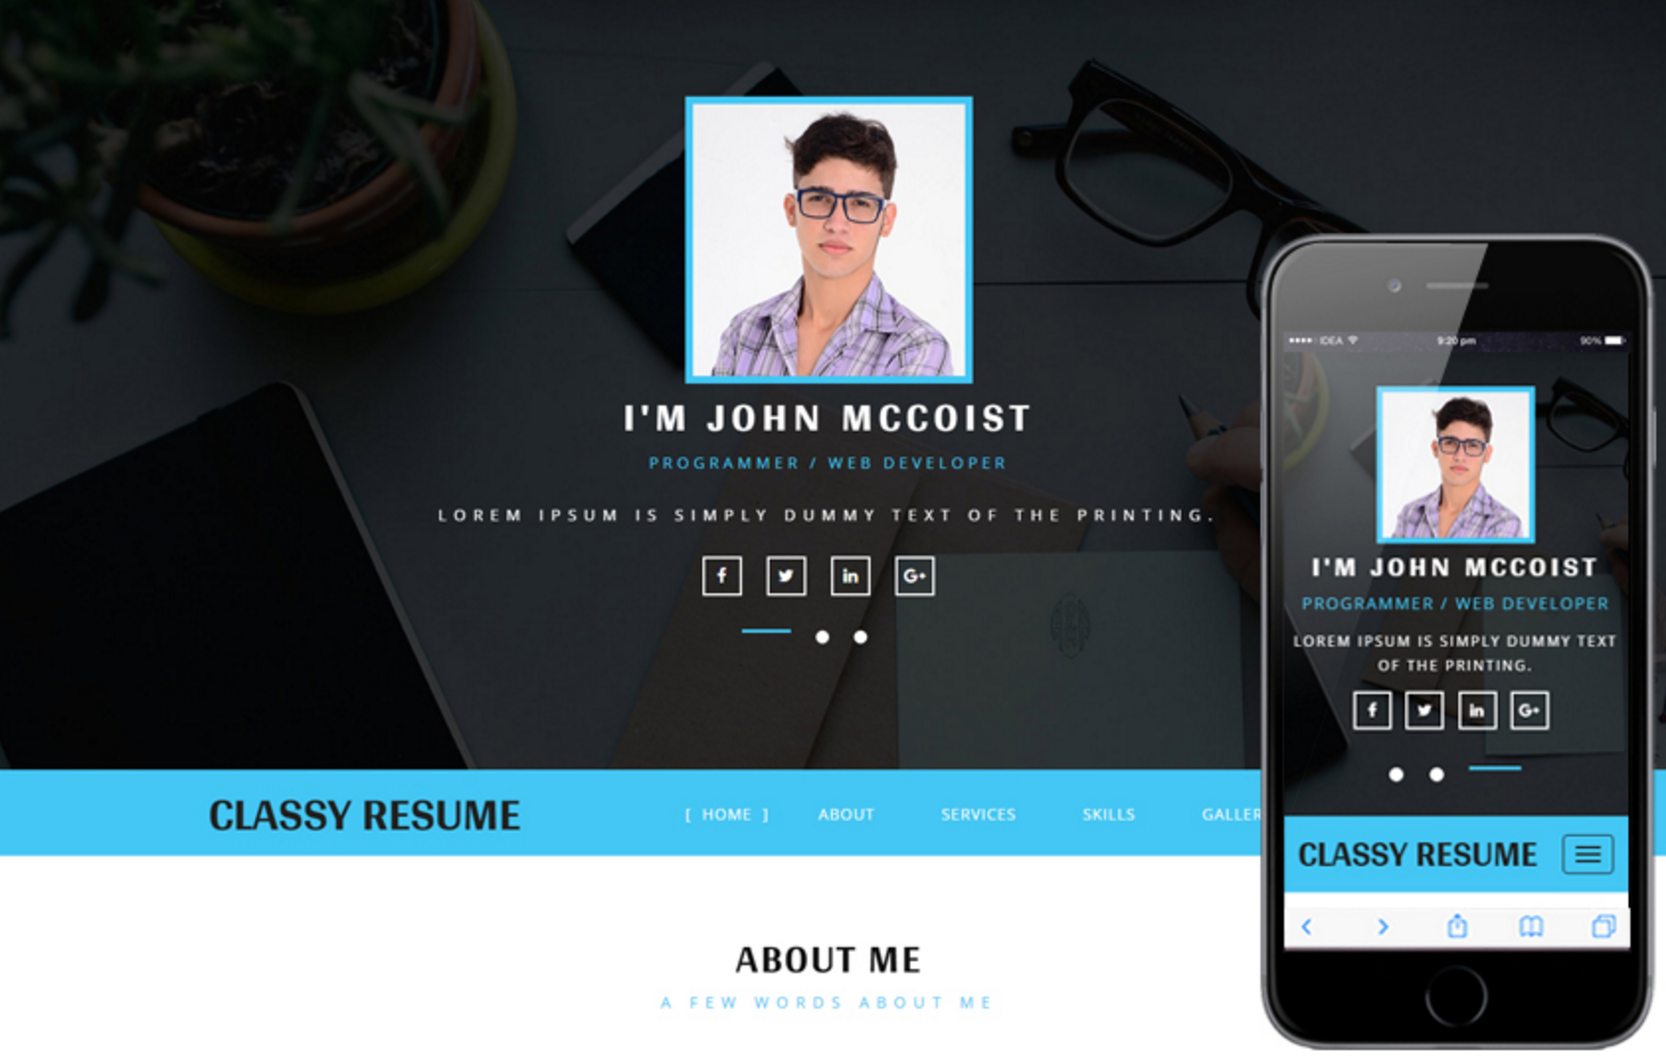 I'M JOHN MCCOIST
PROGRAMMER / WEB DEVELOPER
LOREM IPSUM IS SIMPLY DUMMY TEXT OF THE PRINTING.
f in G+
CLASSY RESUME [ HOME ] ABOUT SERVICES SKILLS GALLER
ABOUT ME
A FEW WORDS ABOUT ME
IDEA 9:20 pm 90%
I'M JOHN MCCOIST
PROGRAMMER / WEB DEVELOPER
LOREM IPSUM IS SIMPLY DUMMY TEXT
OF THE PRINTING.
f in G+
CLASSY RESUME